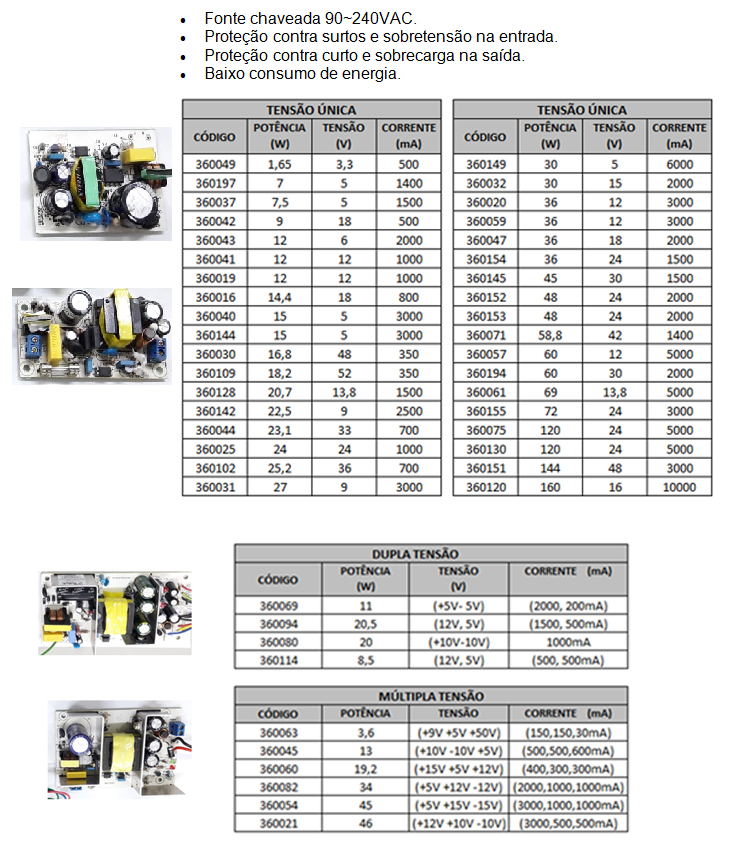 • Fonte chaveada 90~240VAC.
• Proteção contra surtos e sobretensão na entrada.
• Proteção contra curto e sobrecarga na saída.
• Baixo consumo de energia.
TENSÃO ÚNICA
CÓDIGO POTÊNCIA (W) TENSÃO (V) CORRENTE (mA)
360049 1,65 3,3 500
360197 7 5 1400
360037 7,5 5 1500
360042 9 18 500
360043 12 6 2000
360041 12 12 1000
360019 12 12 1000
360016 14,4 18 800
360040 15 5 3000
360144 15 5 3000
360030 16,8 48 350
360109 18,2 52 350
360128 20,7 13,8 1500
360142 22,5 9 2500
360044 23,1 33 700
360025 24 24 1000
360102 25,2 36 700
360031 27 9 3000
TENSÃO ÚNICA
CÓDIGO POTÊNCIA (W) TENSÃO (V) CORRENTE (mA)
360149 30 5 6000
360032 30 15 2000
360020 36 12 3000
360059 36 12 3000
360047 36 18 2000
360154 36 24 1500
360145 45 30 1500
360152 48 24 2000
360153 48 24 2000
360071 58,8 42 1400
360057 60 12 5000
360194 60 30 2000
360061 69 13,8 5000
360155 72 24 3000
360075 120 24 5000
360130 120 24 5000
360151 144 48 3000
360120 160 16 10000
DUPLA TENSÃO
CÓDIGO POTÊNCIA (W) TENSÃO (V) CORRENTE (mA)
360069 11 (+5V- 5V) (2000, 200mA)
360094 20,5 (12V, 5V) (1500, 500mA)
360080 20 (+10V-10V) 1000mA
360114 8,5 (12V, 5V) (500, 500mA)
MÚLTIPLA TENSÃO
CÓDIGO POTÊNCIA TENSÃO CORRENTE (mA)
360063 3,6 (+9V +5V +50V) (150,150,30mA)
360045 13 (+10V -10V +5V) (500,500,600mA)
360060 19,2 (+15V +5V +12V) (400,300,300mA)
360082 34 (+5V +12V -12V) (2000,1000,1000mA)
360054 45 (+5V +15V -15V) (3000,1000,1000mA)
360021 46 (+12V +10V -10V) (3000,500,500mA)